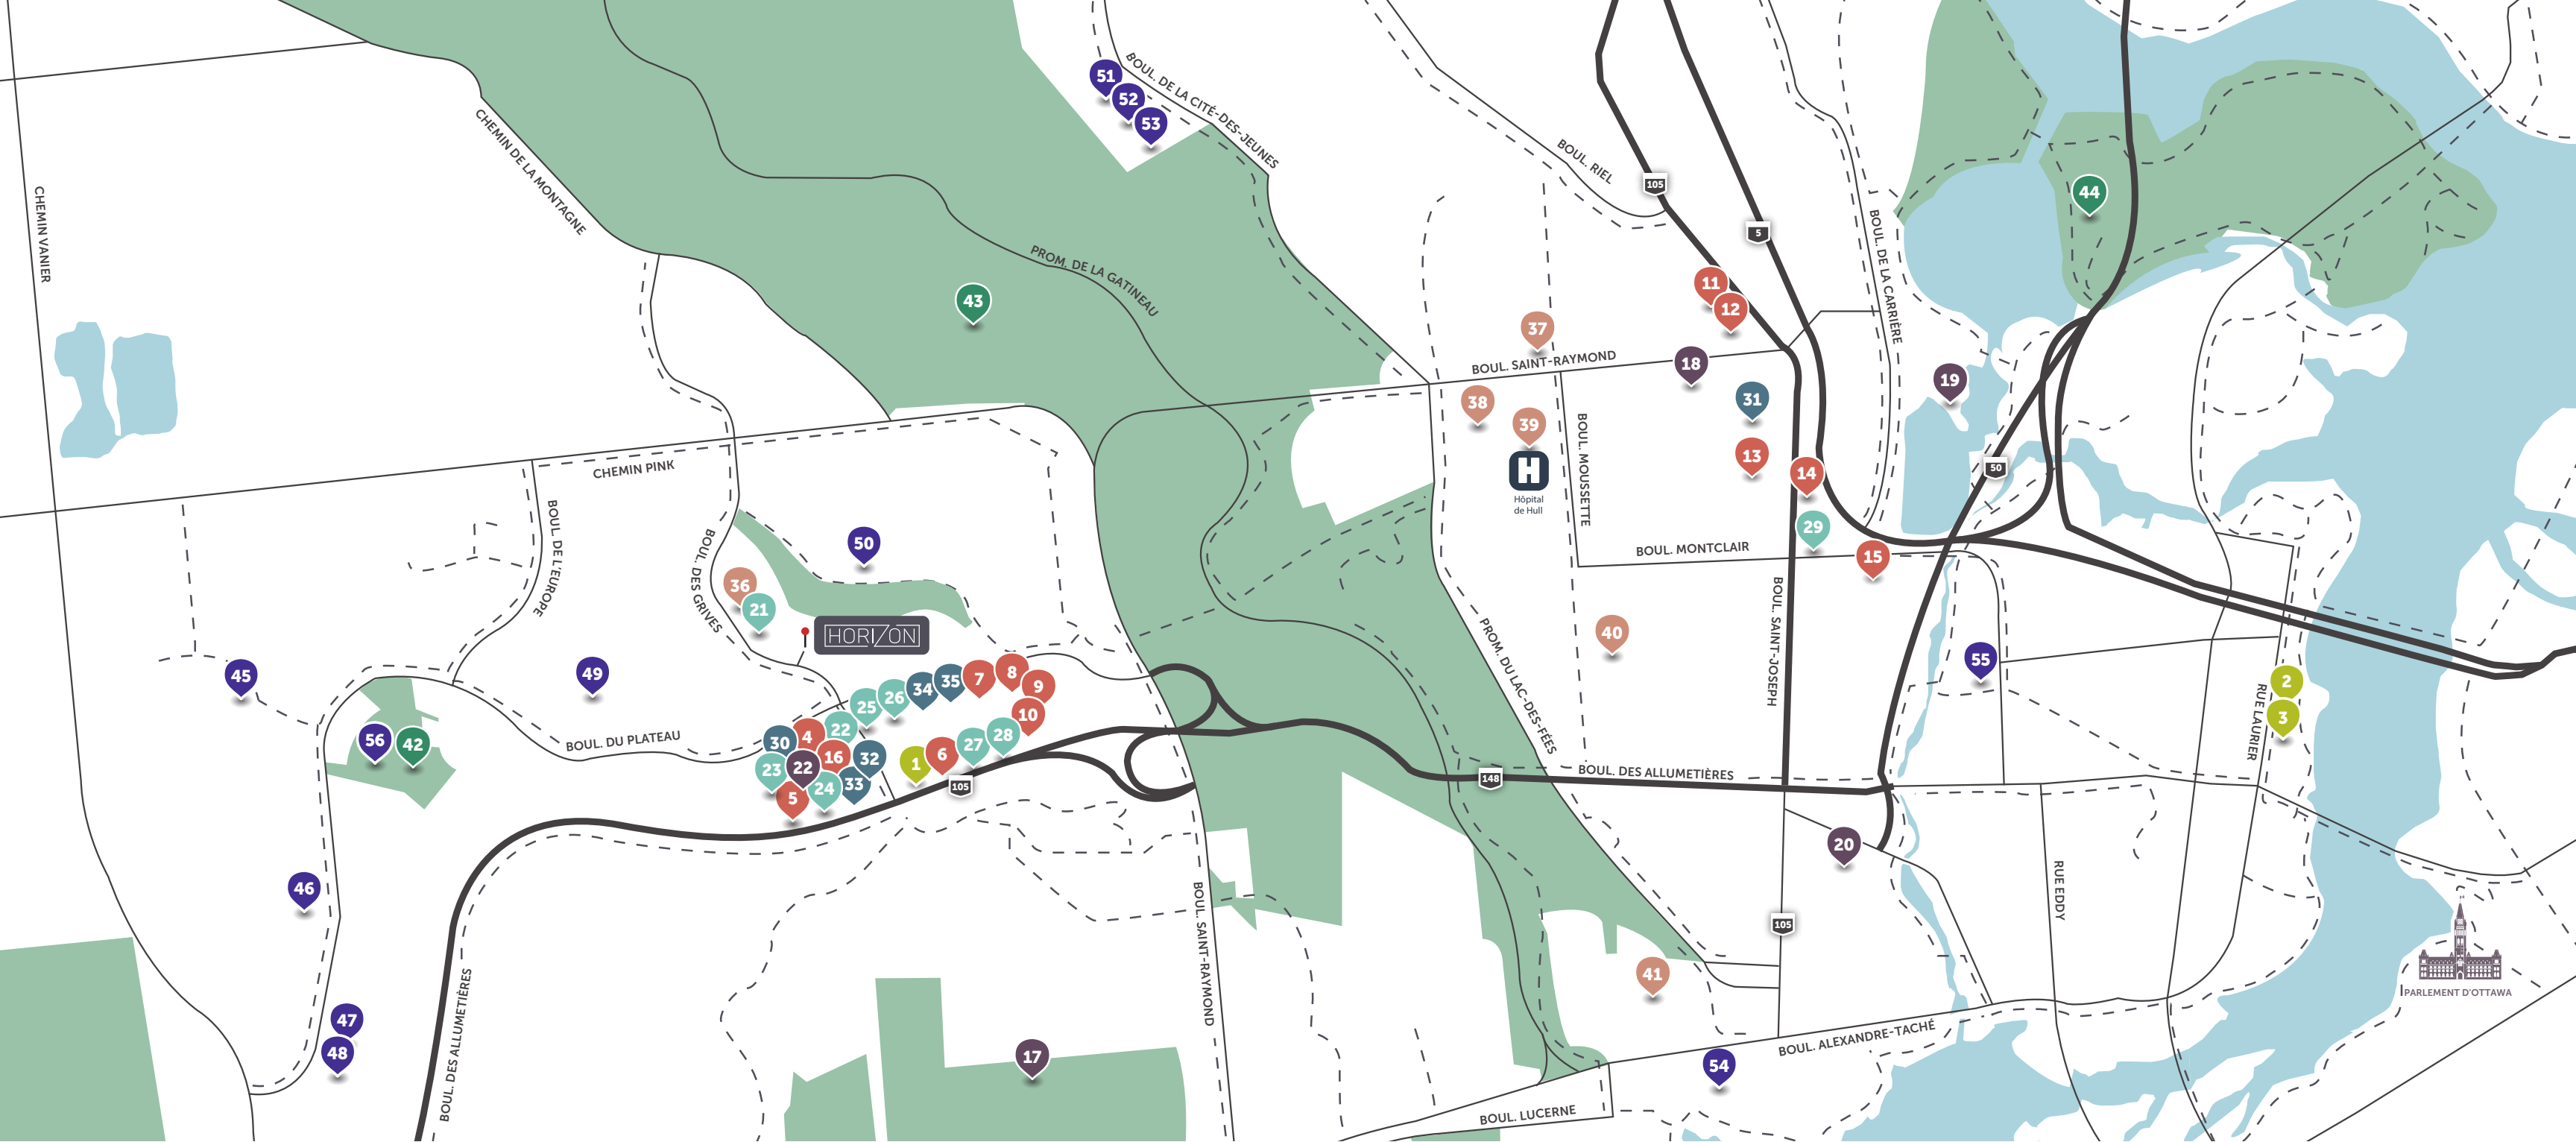 51
BOUL. DE LA CITÉ-DES-JEUNES
52
53
CHEMIN DE LA MONTAGNE
BOUL. RIEL
105
CHEMIN VANIER
44
5
BOUL. DE LA CARRIÈRE
PROM. DE LA GATINEAU
43
11
12
37
BOUL. SAINT-RAYMOND
18
19
31
38
39
BOUL. MOUSSETTE
H
Hôpital
de Hull
13
14
50
CHEMIN PINK
BOUL. DE L'EUROPE
BOUL. DES GRIVES
50
29
BOUL. MONTCLAIR
15
36
21
HORIZON
BOUL. SAINT-JOSEPH
PROM. DU LAC-DES-FÉES
40
55
45
49
8
7
35
34
9
26
25
10
2
3
RUE LAURIER
56
42
BOUL. DU PLATEAU
30
4
22
16
32
23
22
33
24
5
1
6
27
28
105
148
BOUL. DES ALLUMETIÈRES
20
46
BOUL. SAINT-RAYMOND
105
RUE EDDY
41
PARLEMENT D'OTTAWA
47
48
BOUL. DES ALLUMETIÈRES
17
54
BOUL. ALEXANDRE-TACHÉ
BOUL. LUCERNE